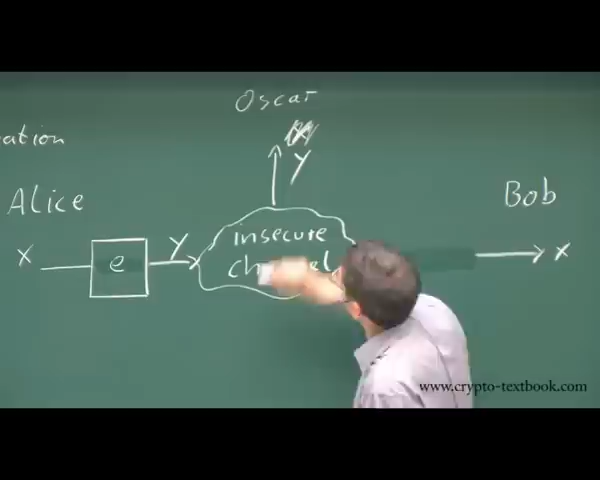 Oscar
ation
y
Alice
Bob
x
e
y
insecure
x
www.crypto-textbook.com